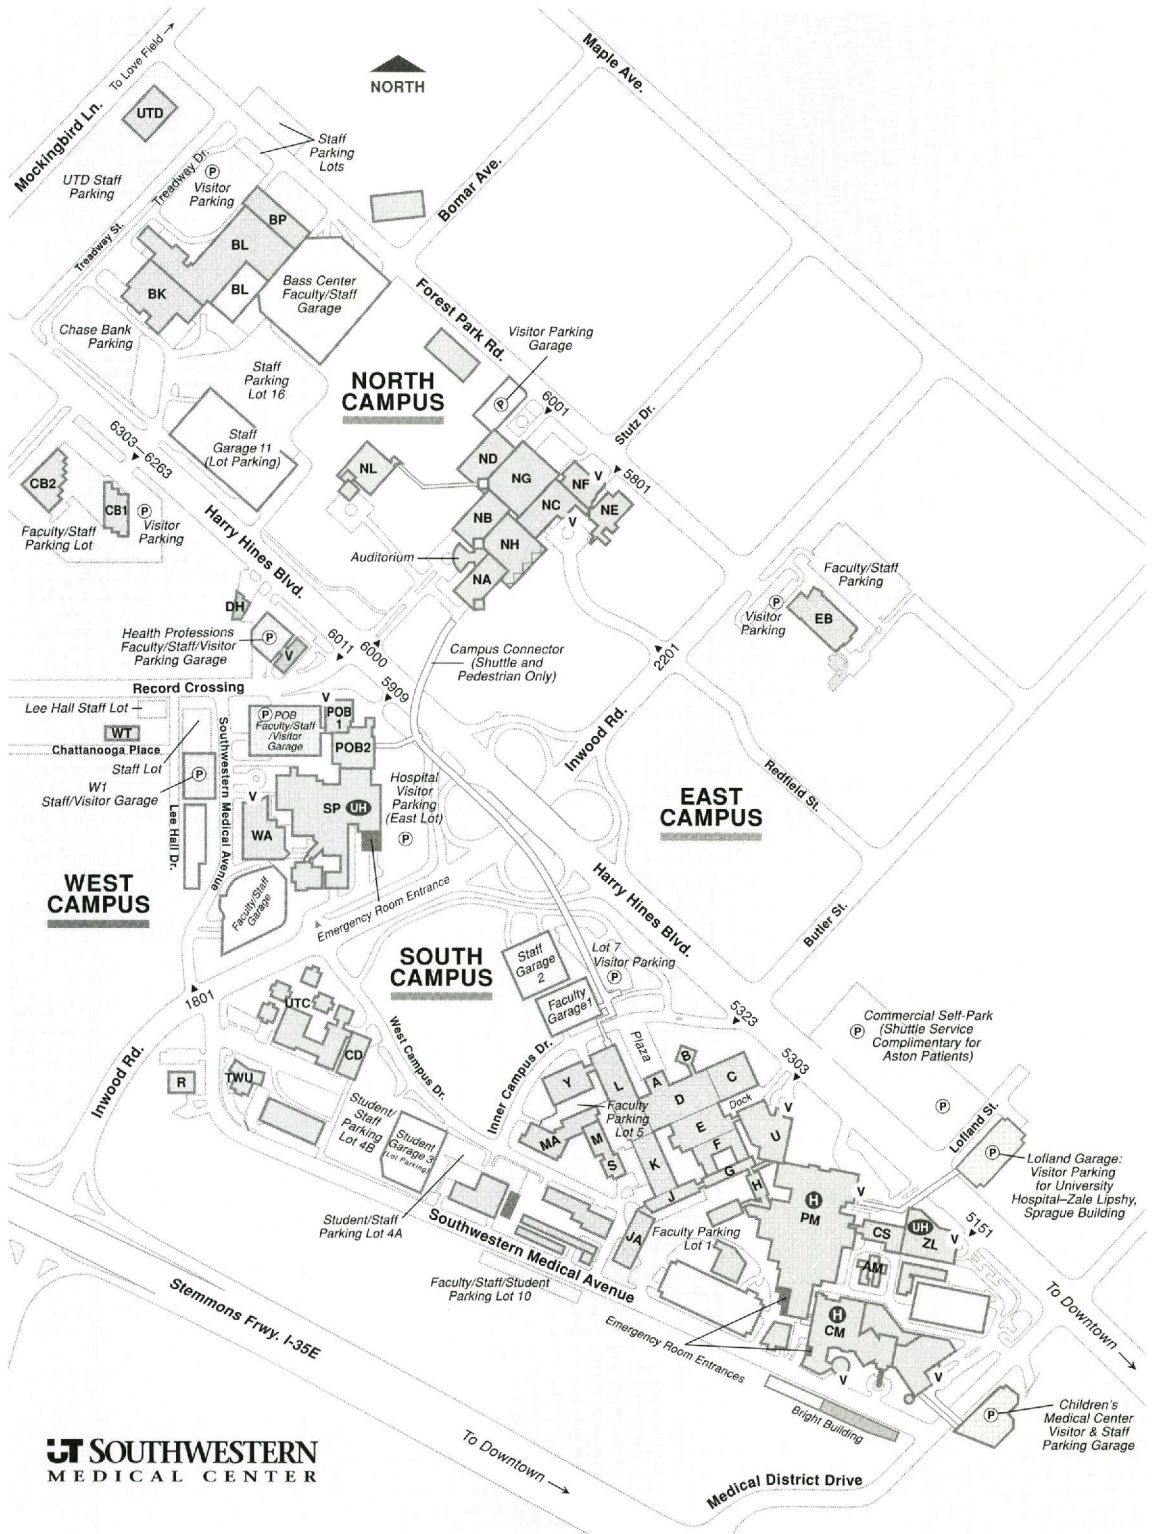 Maple Ave.
To Love Field
NORTH
Mockingbird Ln.
UTD
Staff
Parking
Lots
Treadway Dr.
P
Visitor
Parking
UTD Staff
Parking
Bomar Ave.
Treadway St.
BP
BL
BK
BL
Bass Center
Faculty/Staff
Garage
Forest Park Rd.
Chase Bank
Parking
Visitor Parking
Garage
Staff
Parking
Lot 16
NORTH
CAMPUS
P
6001
Stutz Dr.
6303–6263
Staff
Garage 11
(Lot Parking)
NL
ND
NG
NF
V
5801
CB2
CB1
P
Visitor
Parking
Faculty/Staff
Parking Lot
NC
V
NE
NB
NH
NA
Auditorium
Harry Hines Blvd.
Faculty/Staff
Parking
P
Visitor
Parking
EB
DH
Health Professions
Faculty/Staff/Visitor
Parking Garage
P
V
6011
6000
5909
Campus Connector
(Shuttle and
Pedestrian Only)
2201
Record Crossing
Lee Hall Staff Lot
WT
Chattanooga Place
Staff Lot
W1
Staff/Visitor Garage
P
Southwestern Medical Avenue
Lee Hall Dr.
P POB
Faculty/Staff
/Visitor
Garage
V
POB
1
POB2
Inwood Rd.
Redfield St.
V
WA
SP
UH
Hospital
Visitor
Parking
(East Lot)
P
EAST
CAMPUS
WEST
CAMPUS
Faculty/Staff
Garage
Emergency Room Entrance
Harry Hines Blvd.
Butler St.
SOUTH
CAMPUS
Staff
Garage
2
Lot 7
Visitor Parking
P
Faculty
Garage1
1801
UTC
CD
West Campus Dr.
5323
5303
Commercial Self-Park
(Shuttle Service
Complimentary for
Aston Patients)
P
P
Inwood Rd.
R
TWU
Inner Campus Dr.
Plaza
Y
L
A
B
C
D
Dock
V
Faculty
Parking
Lot 5
E
U
Student/
Staff
Parking
Lot 4B
Student
Garage 3
(Lot Parking)
MA
M
S
K
F
G
H
J
Lofland St.
P
Lofland Garage:
Visitor Parking
for University
Hospital–Zale Lipshy,
Sprague Building
H
PM
V
Student/Staff
Parking Lot 4A
Southwestern Medical Avenue
JA
Faculty Parking
Lot 1
CS
UH
ZL
V
5151
AM
Faculty/Staff/Student
Parking Lot 10
To Downtown
Stemmons Frwy. I-35E
Emergency Room Entrances
H
CM
V
V
Bright Building
P
Children's
Medical Center
Visitor & Staff
Parking Garage
UT SOUTHWESTERN
MEDICAL CENTER
To Downtown
Medical District Drive